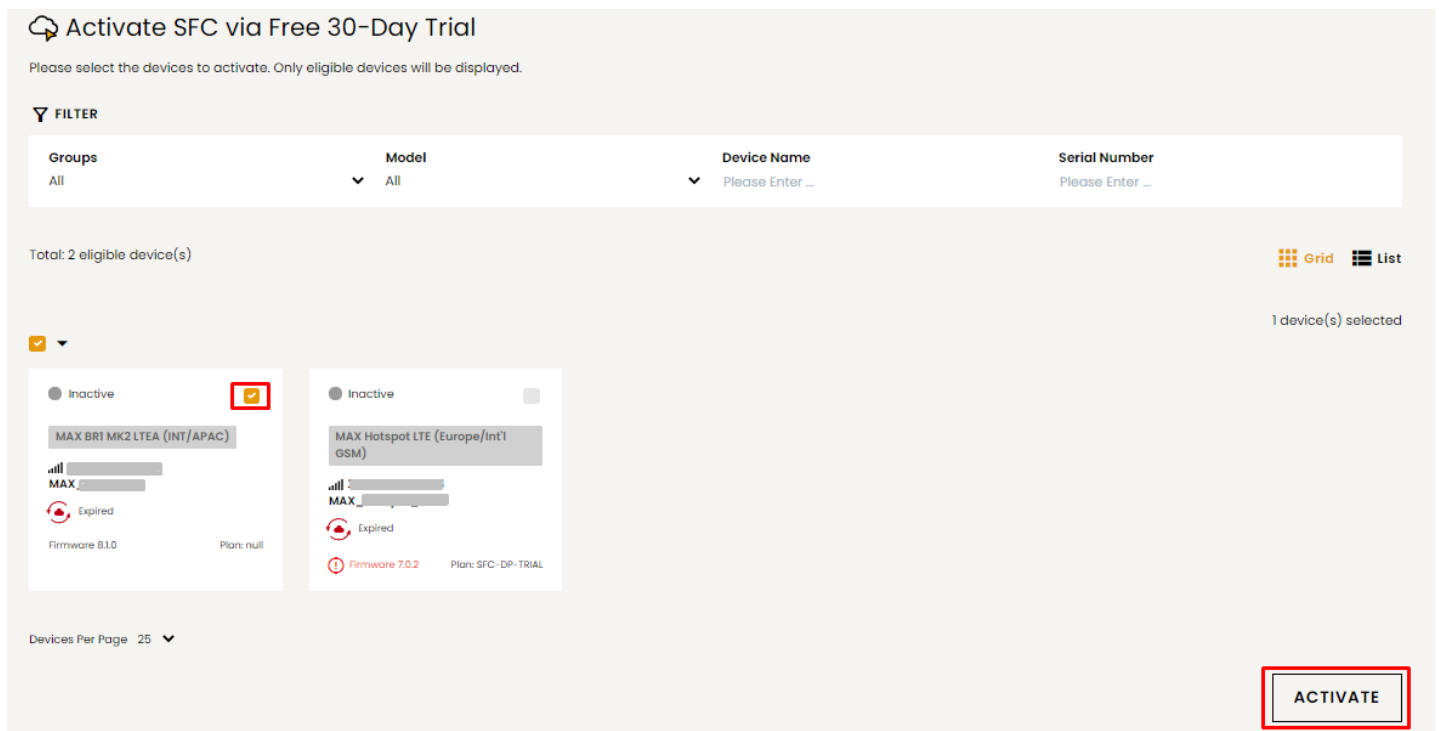 Activate SFC via Free 30-Day Trial
Please select the devices to activate. Only eligible devices will be displayed.
FILTER
Groups Model Device Name Serial Number
All All Please Enter ... Please Enter ...
Total: 2 eligible device(s)
Grid List
1 device(s) selected
Inactive
MAX BR1 MK2 LTEA (INT/APAC)
MAX_
Expired
Firmware 8.1.0 Plan: null
Inactive
MAX Hotspot LTE (Europe/Int'l
GSM)
MAX_
Expired
Firmware 7.0.2 Plan: SFC-DP-TRIAL
Devices Per Page 25
ACTIVATE